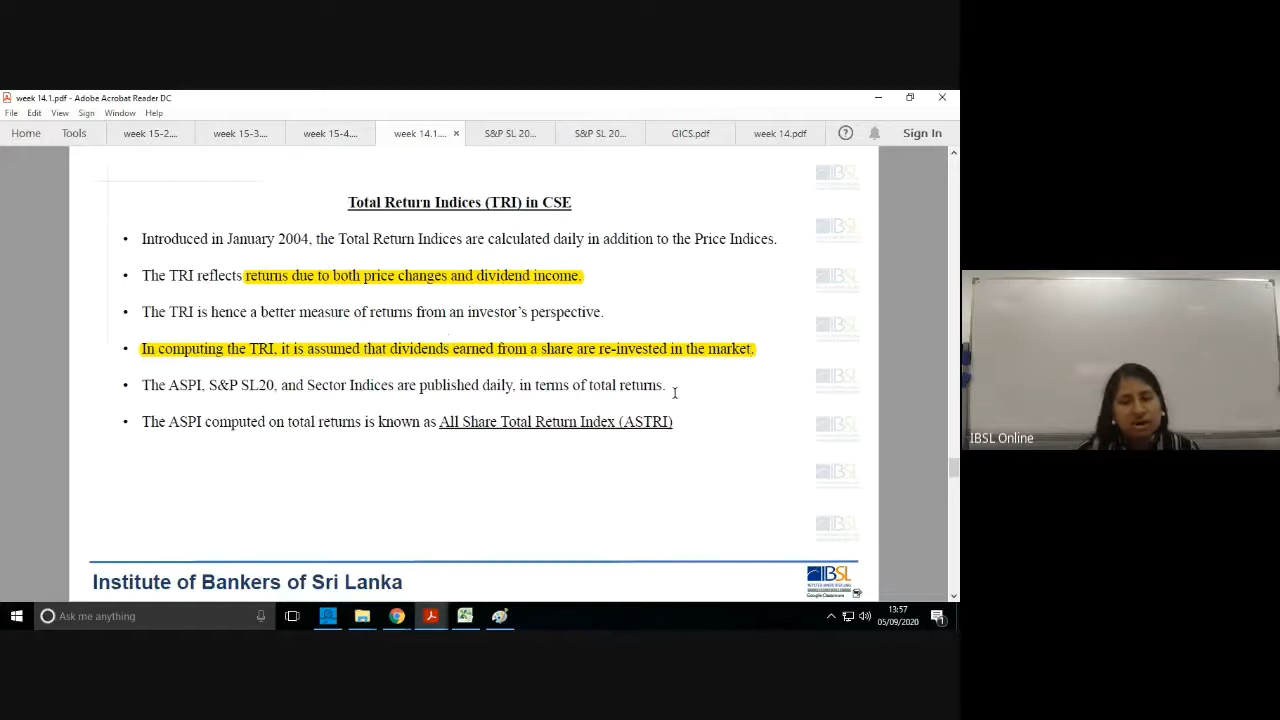 week 14.1.pdf - Adobe Acrobat Reader DC
File Edit View Sign Window Help
Home Tools week 15-2... week 15-3... week 15-4... week 14.1.... × S&P SL 20... S&P SL 20... GICS.pdf week 14.pdf Sign In
Total Return Indices (TRI) in CSE
• Introduced in January 2004, the Total Return Indices are calculated daily in addition to the Price Indices.
• The TRI reflects returns due to both price changes and dividend income.
• The TRI is hence a better measure of returns from an investor's perspective.
• In computing the TRI, it is assumed that dividends earned from a share are re-invested in the market.
• The ASPI, S&P SL20, and Sector Indices are published daily, in terms of total returns.
• The ASPI computed on total returns is known as All Share Total Return Index (ASTRI)
Institute of Bankers of Sri Lanka
IBSL
Google Classroom
IBSL Online
Ask me anything
13:57
05/09/2020